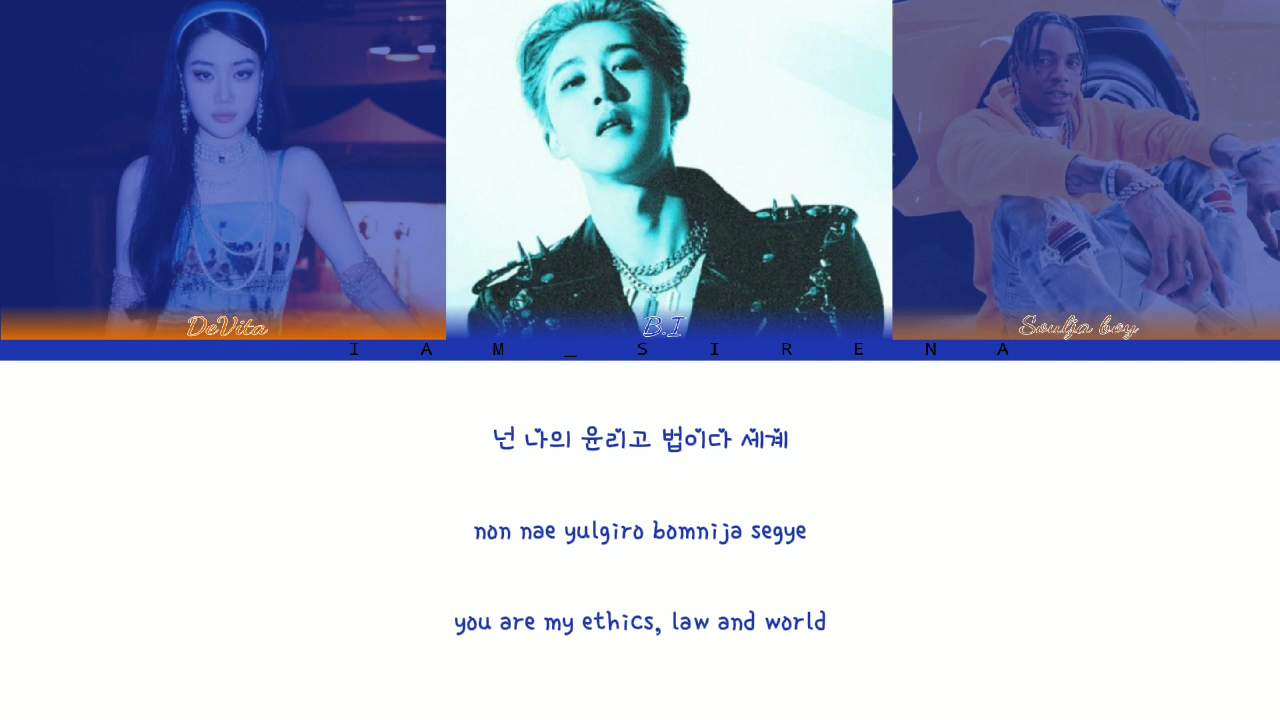 DeVita
B.I
Soulja boy
I A M _ S I R E N A
넌 나의 윤리고 법이다 세계
non nae yulgiro bomnija segye
you are my ethics, law and world